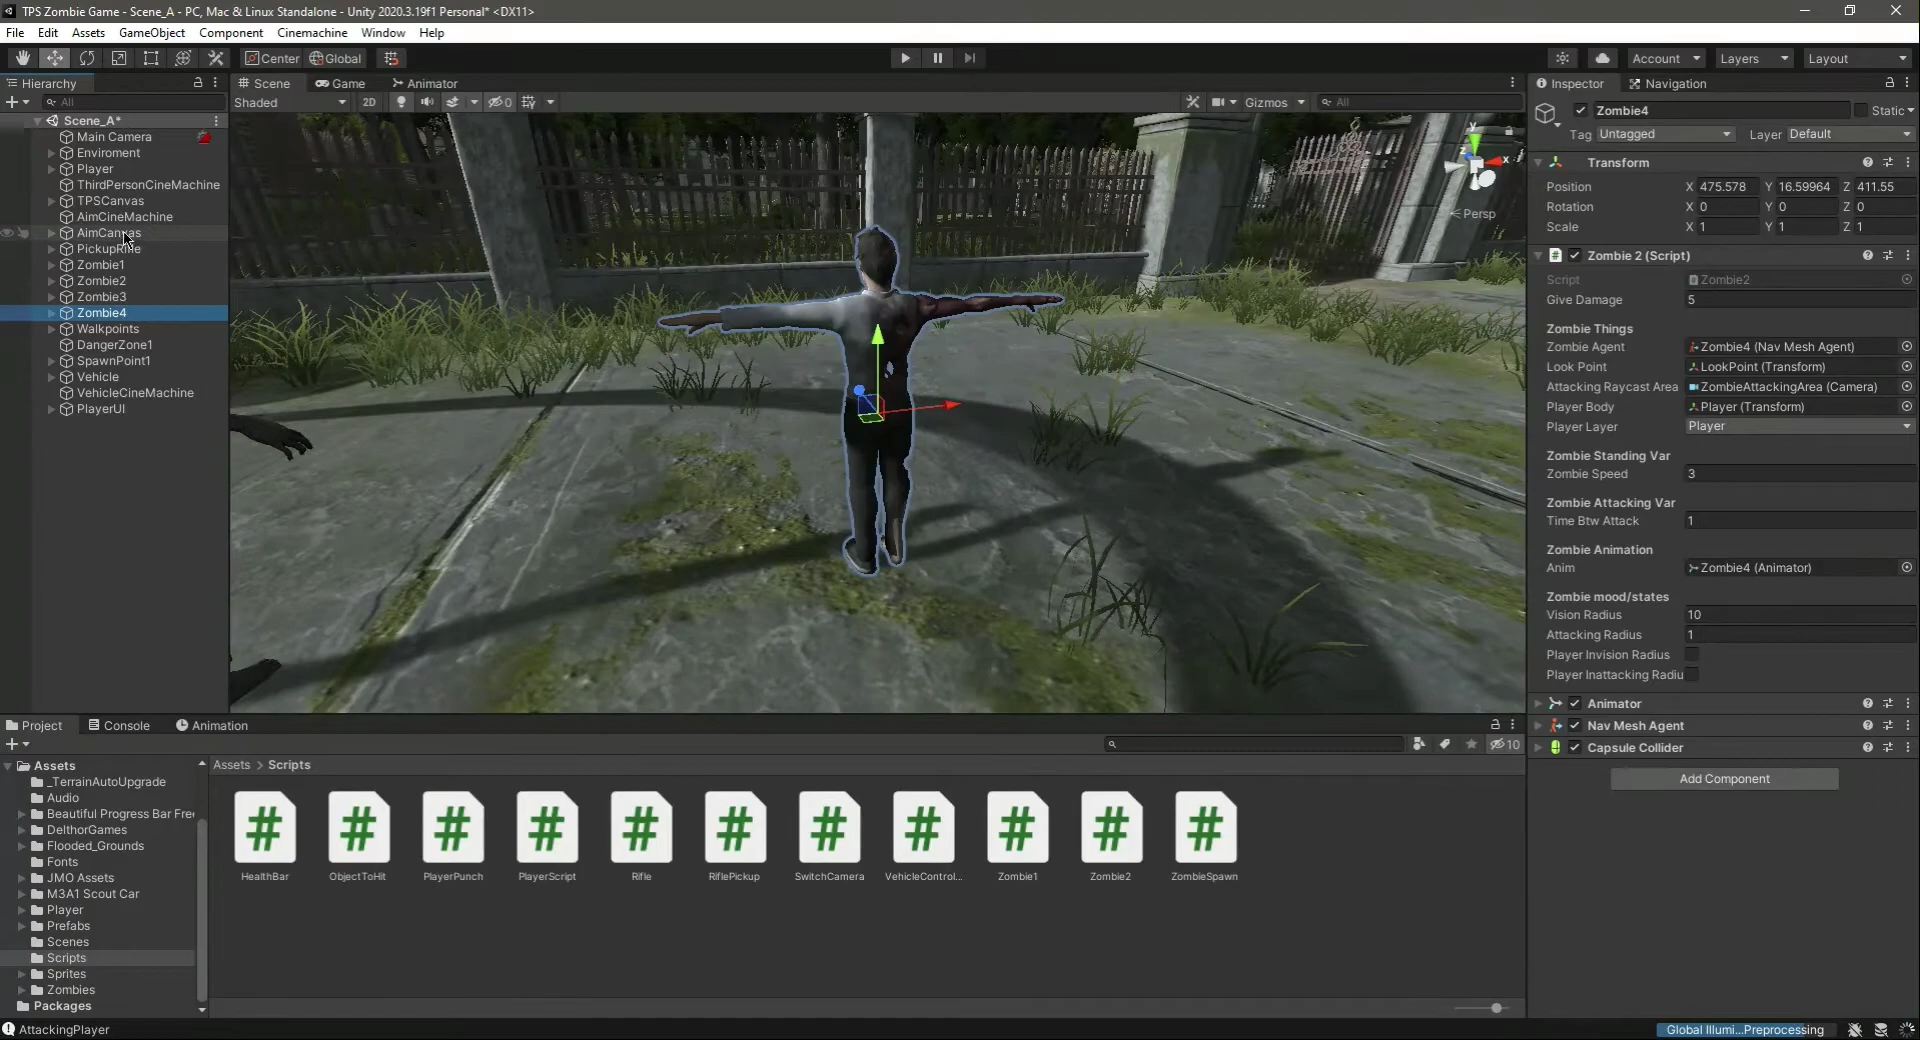 TPS Zombie Game - Scene_A - PC, Mac & Linux Standalone - Unity 2020.3.19f1 Personal* <DX11>
File Edit Assets GameObject Component Cinemachine Window Help
Center Global Account Layers Layout
Hierarchy
All
Scene_A*
Main Camera
Enviroment
Player
ThirdPersonCineMachine
TPSCanvas
AimCineMachine
AimCanvas
PickupRifle
Zombie1
Zombie2
Zombie3
Zombie4
Walkpoints
DangerZone1
SpawnPoint1
Vehicle
VehicleCineMachine
PlayerUI
Scene Game Animator
Shaded 2D 0 Gizmos All
y
z
x
Persp
Inspector Navigation
Zombie4 Static
Tag Untagged Layer Default
Transform
Position X 475.578 Y 16.59964 Z 411.55
Rotation X 0 Y 0 Z 0
Scale X 1 Y 1 Z 1
# Zombie 2 (Script)
Script Zombie2
Give Damage 5
Zombie Things
Zombie Agent Zombie4 (Nav Mesh Agent)
Look Point LookPoint (Transform)
Attacking Raycast Area ZombieAttackingArea (Camera)
Player Body Player (Transform)
Player Layer Player
Zombie Standing Var
Zombie Speed 3
Zombie Attacking Var
Time Btw Attack 1
Zombie Animation
Anim Zombie4 (Animator)
Zombie mood/states
Vision Radius 10
Attacking Radius 1
Player Invision Radius
Player Inattacking Radiu
Animator
Nav Mesh Agent
Capsule Collider
Add Component
Project Console Animation
10
Assets
_TerrainAutoUpgrade
Audio
Beautiful Progress Bar Free
DelthorGames
Flooded_Grounds
Fonts
JMO Assets
M3A1 Scout Car
Player
Prefabs
Scenes
Scripts
Sprites
Zombies
Packages
Assets > Scripts
# # # # # # # # # # #
HealthBar ObjectToHit PlayerPunch PlayerScript Rifle RiflePickup SwitchCamera VehicleControl... Zombie1 Zombie2 ZombieSpawn
AttackingPlayer
Global Illumi...Preprocessing